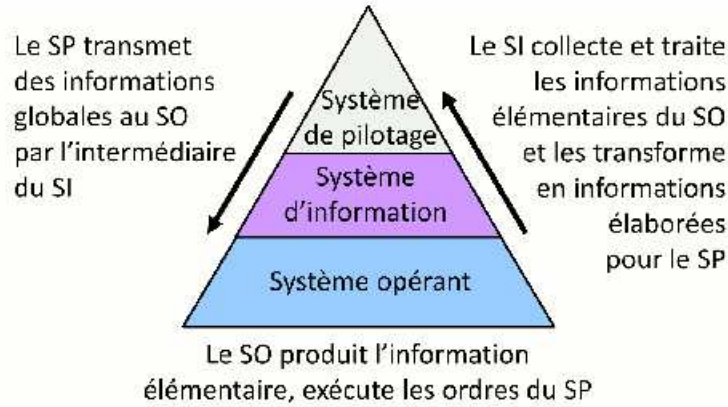 Le SP transmet
des informations
globales au SO
par l'intermédiaire
du SI
Système
de pilotage
Système
d'information
Système opérant
Le SI collecte et traite
les informations
élémentaires du SO
et les transforme
en informations
élaborées
pour le SP
Le SO produit l'information
élémentaire, exécute les ordres du SP